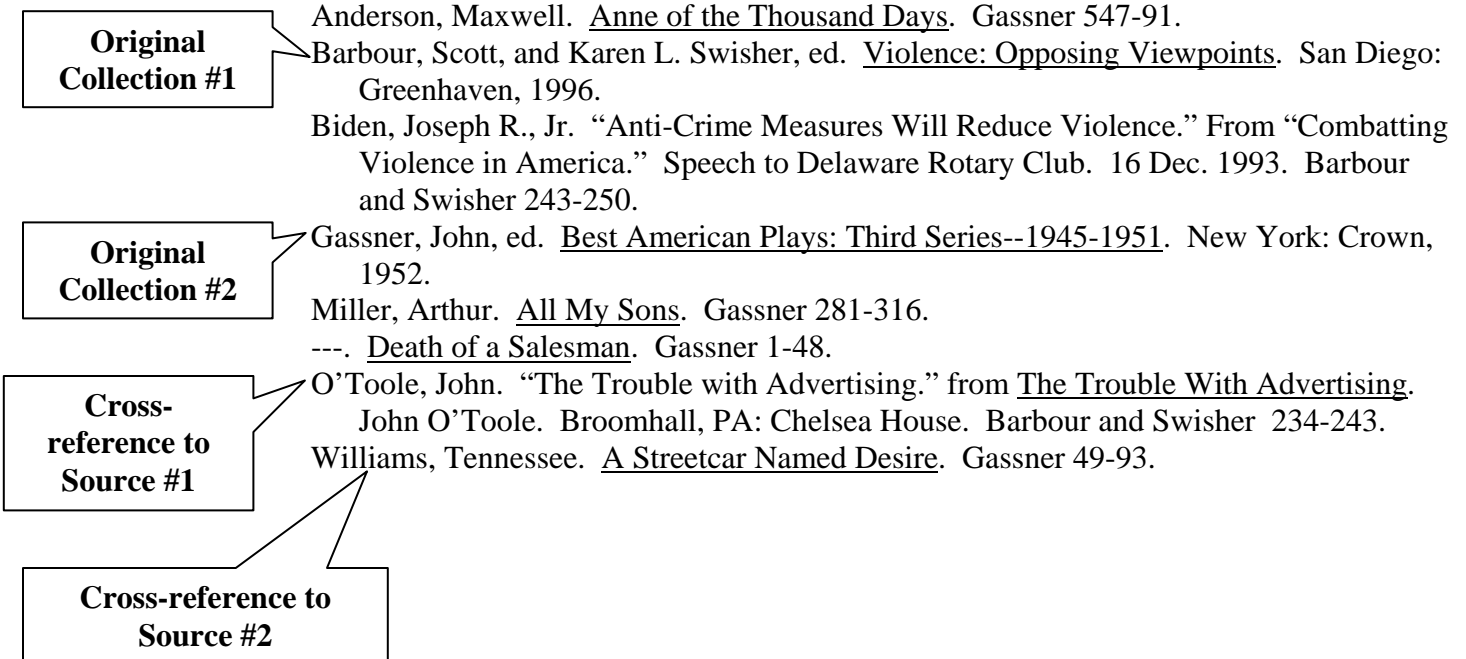 Anderson, Maxwell.  Anne of the Thousand Days.  Gassner 547-91.
Original
Collection #1
Barbour, Scott, and Karen L. Swisher, ed.  Violence: Opposing Viewpoints.  San Diego:
Greenhaven, 1996.
Biden, Joseph R., Jr.  “Anti-Crime Measures Will Reduce Violence.” From “Combatting
Violence in America.”  Speech to Delaware Rotary Club.  16 Dec. 1993.  Barbour
and Swisher 243-250.
Original
Collection #2
Gassner, John, ed.  Best American Plays: Third Series--1945-1951.  New York: Crown,
1952.
Miller, Arthur.  All My Sons.  Gassner 281-316.
---.  Death of a Salesman.  Gassner 1-48.
Cross-
reference to
Source #1
O’Toole, John.  “The Trouble with Advertising.” from The Trouble With Advertising.
John O’Toole.  Broomhall, PA: Chelsea House.  Barbour and Swisher  234-243.
Williams, Tennessee.  A Streetcar Named Desire.  Gassner 49-93.
Cross-reference to
Source #2